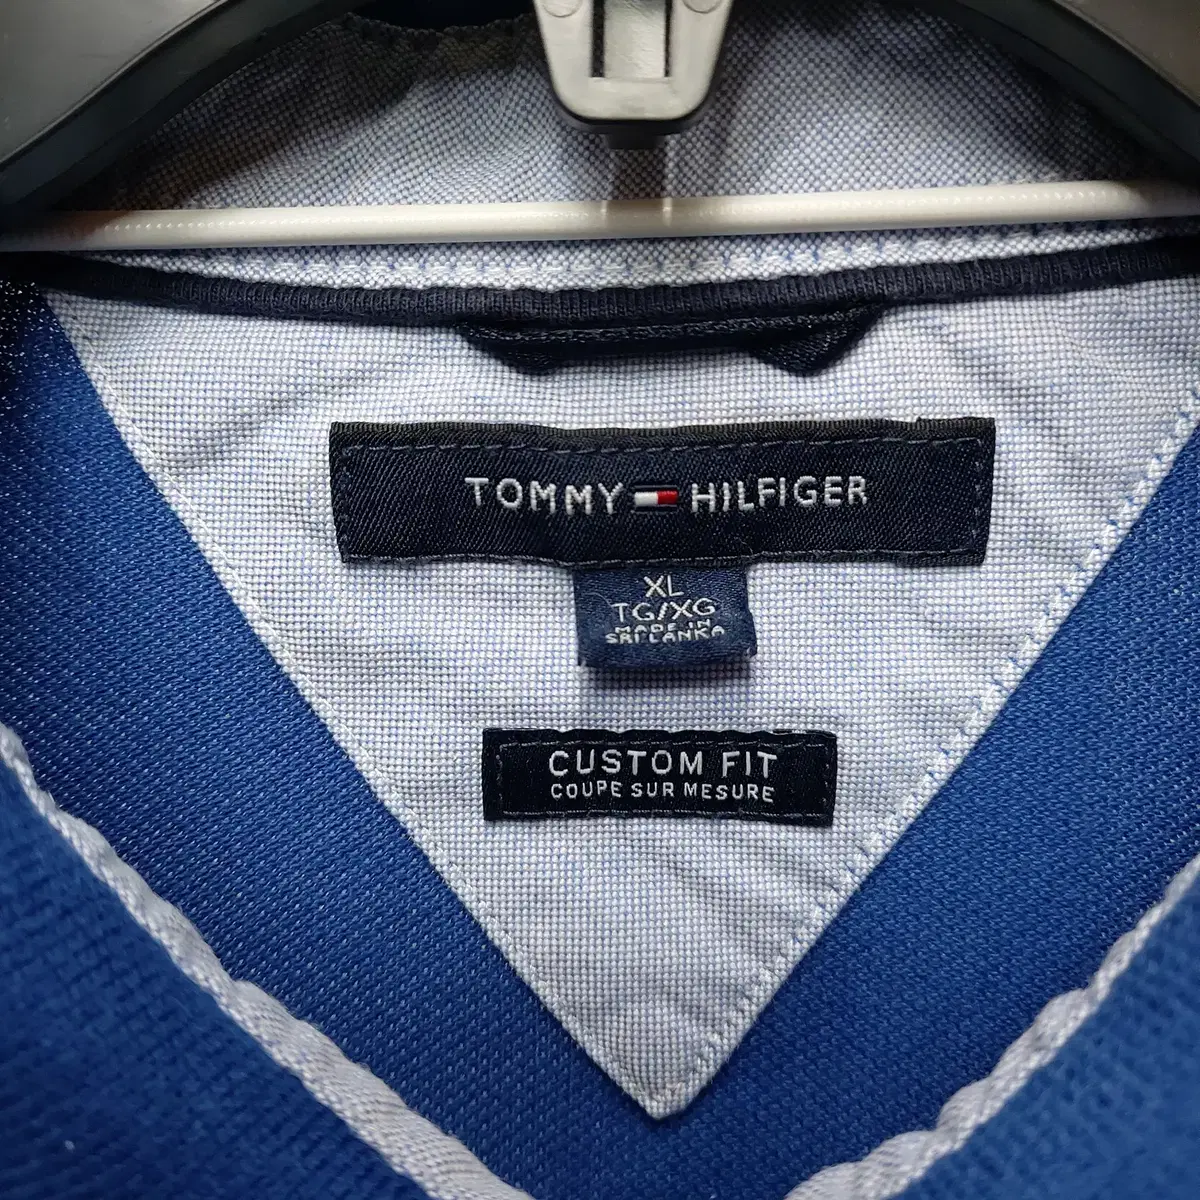 TOMMY HILFIGER
XL
TG/XG
MADE IN
SRI LANKA
CUSTOM FIT
COUPE SUR MESURE